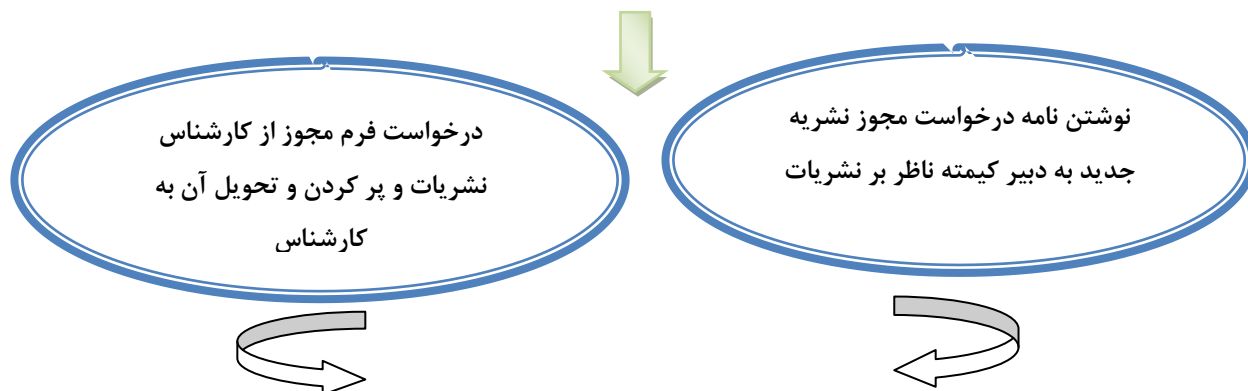 نوشتن نامه درخواست مجوز نشریه
جدید به دبیر کیمته ناظر بر نشریات
درخواست فرم مجوز از کارشناس
نشریات و پر کردن و تحویل آن به
کارشناس